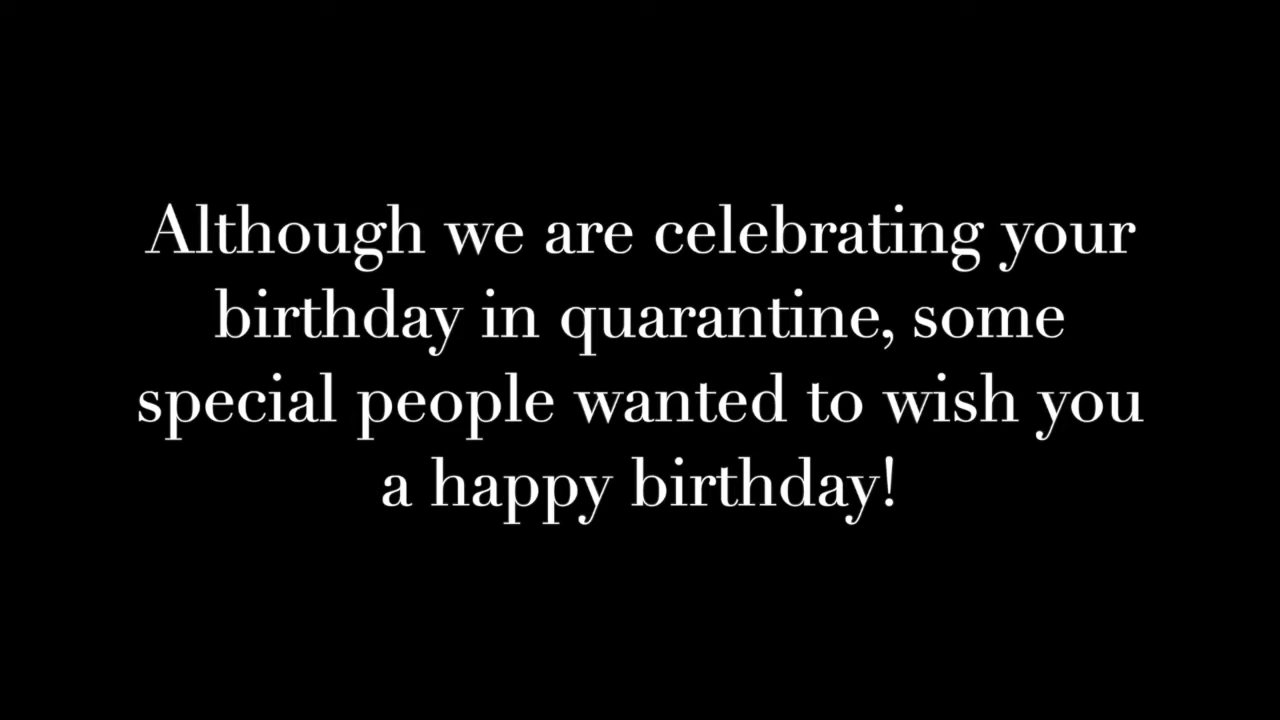 Although we are celebrating your
birthday in quarantine, some
special people wanted to wish you
a happy birthday!